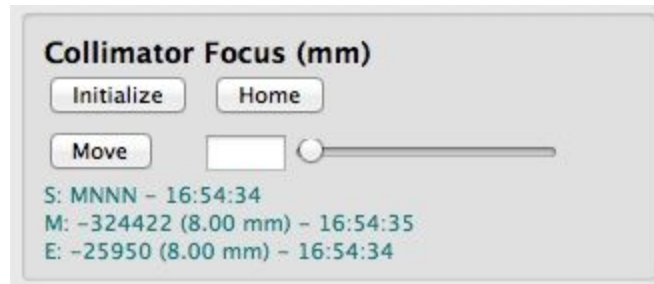 Collimator Focus (mm)
Initialize Home
Move
S: MNNN – 16:54:34
M: –324422 (8.00 mm) – 16:54:35
E: –25950 (8.00 mm) – 16:54:34